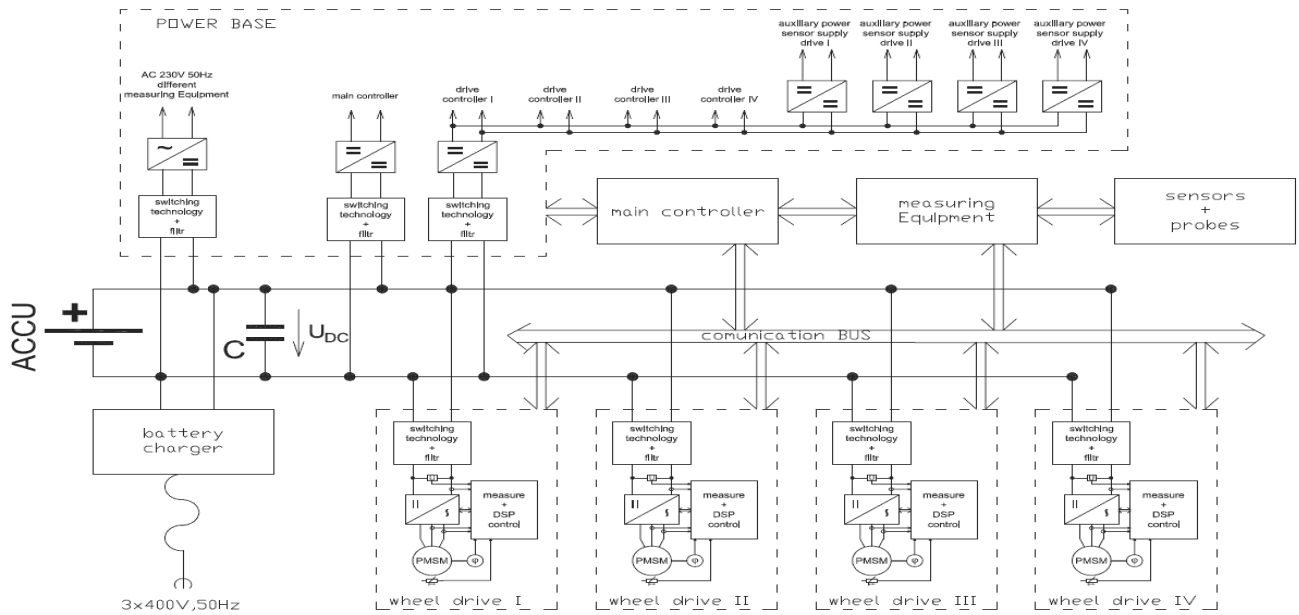 POWER BASE
auxiliary power
sensor supply
drive I
auxiliary power
sensor supply
drive II
auxiliary power
sensor supply
drive III
auxiliary power
sensor supply
drive IV
AC 230V 50Hz
different
measuring Equipment
main controller
drive
controller I
drive
controller II
drive
controller III
drive
controller IV
switching
technology
+
filtr
switching
technology
+
filtr
switching
technology
+
filtr
main controller
measuring
Equipment
sensors
+
probes
ACCU
+
C
UDC
comunication BUS
battery
charger
3x400V,50Hz
switching
technology
+
filtr
U
measure
+
DSP
control
PMSM
φ
wheel drive I
switching
technology
+
filtr
U
measure
+
DSP
control
PMSM
φ
wheel drive II
switching
technology
+
filtr
U
measure
+
DSP
control
PMSM
φ
wheel drive III
switching
technology
+
filtr
U
measure
+
DSP
control
PMSM
φ
wheel drive IV